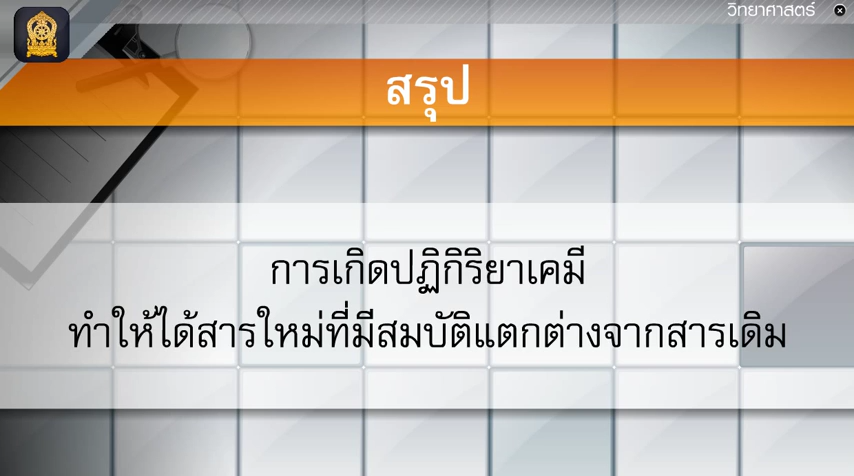 วิทยาศาสตร์
สรุป
การเกิดปฏิกิริยาเคมี
ทำให้ได้สารใหม่ที่มีสมบัติแตกต่างจากสารเดิม